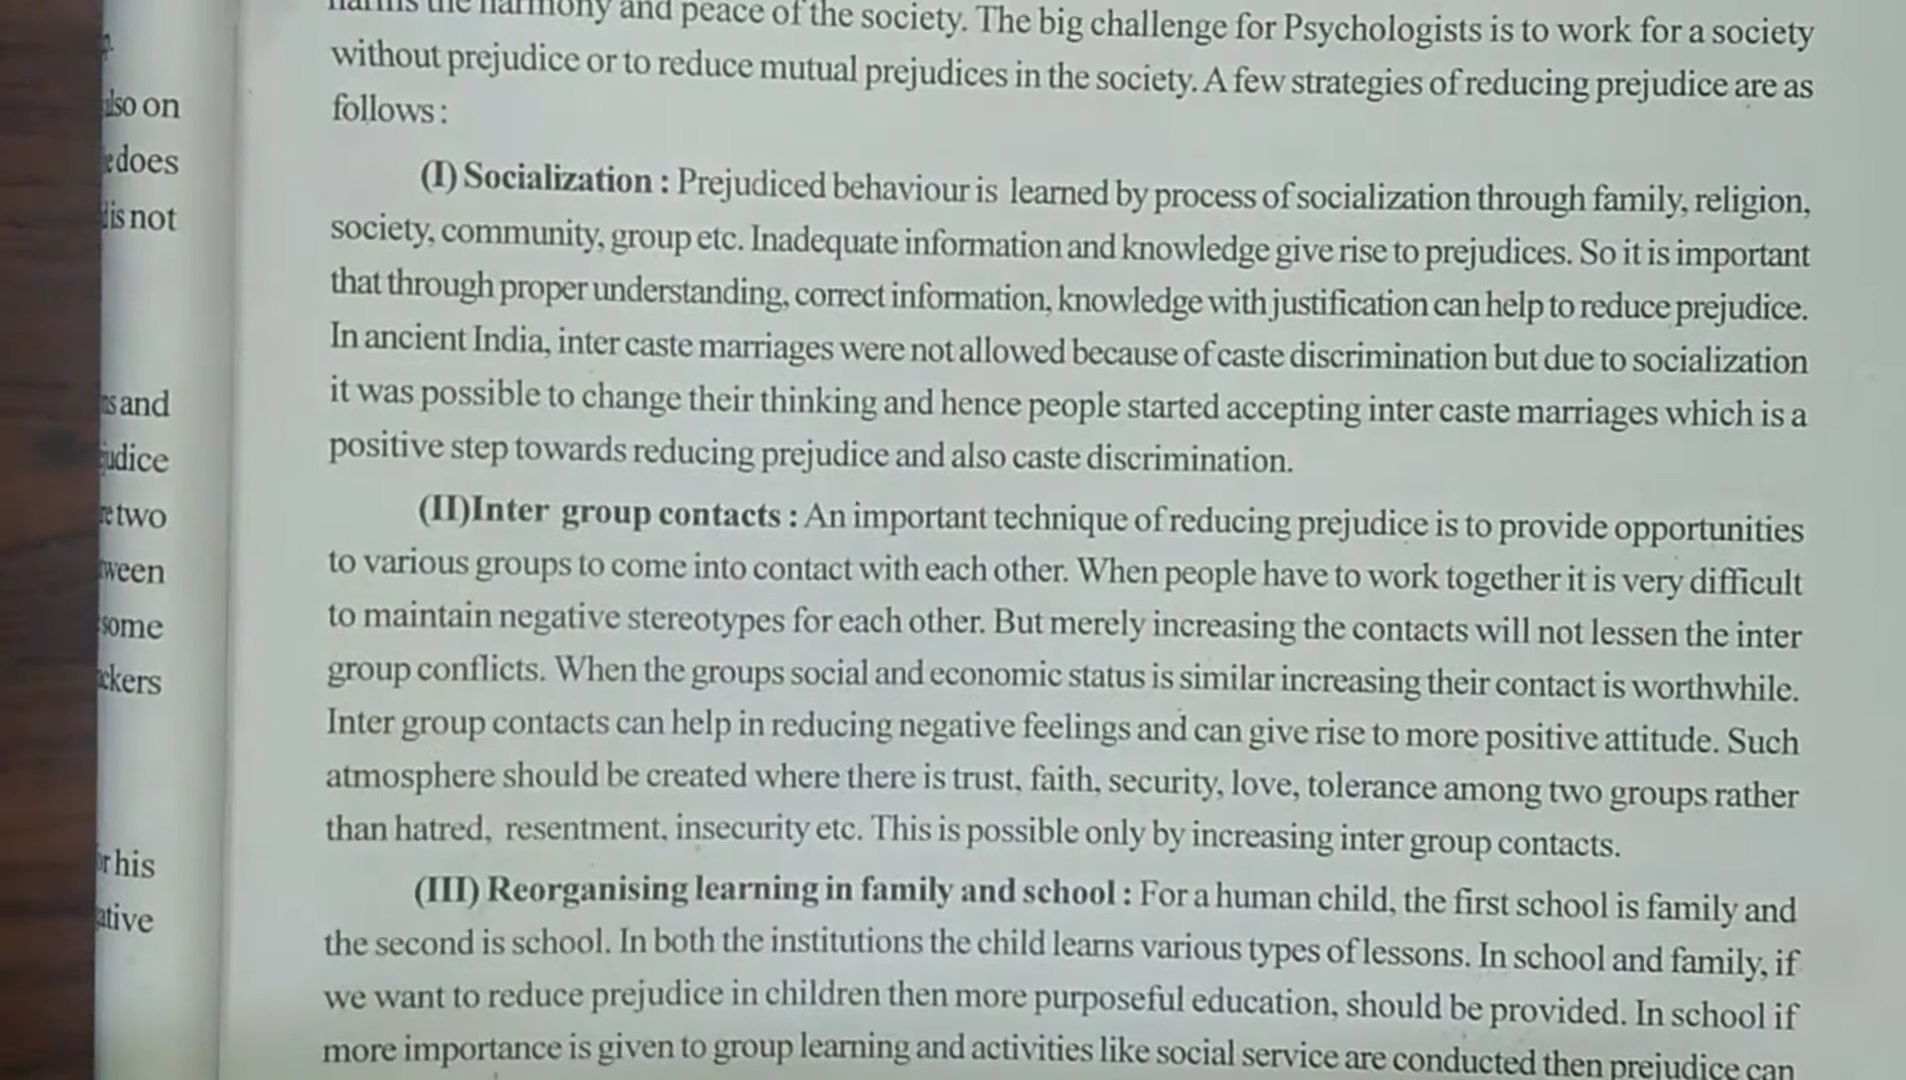 also on
does
is not
and
two
some
his
harms the harmony and peace of the society. The big challenge for Psychologists is to work for a society
without prejudice or to reduce mutual prejudices in the society. A few strategies of reducing prejudice are as
follows :
(I) Socialization : Prejudiced behaviour is learned by process of socialization through family, religion,
society, community, group etc. Inadequate information and knowledge give rise to prejudices. So it is important
that through proper understanding, correct information, knowledge with justification can help to reduce prejudice.
In ancient India, inter caste marriages were not allowed because of caste discrimination but due to socialization
it was possible to change their thinking and hence people started accepting inter caste marriages which is a
positive step towards reducing prejudice and also caste discrimination.
(II)Inter group contacts : An important technique of reducing prejudice is to provide opportunities
to various groups to come into contact with each other. When people have to work together it is very difficult
to maintain negative stereotypes for each other. But merely increasing the contacts will not lessen the inter
group conflicts. When the groups social and economic status is similar increasing their contact is worthwhile.
Inter group contacts can help in reducing negative feelings and can give rise to more positive attitude. Such
atmosphere should be created where there is trust, faith, security, love, tolerance among two groups rather
than hatred, resentment, insecurity etc. This is possible only by increasing inter group contacts.
(III) Reorganising learning in family and school : For a human child, the first school is family and
the second is school. In both the institutions the child learns various types of lessons. In school and family, if
we want to reduce prejudice in children then more purposeful education, should be provided. In school if
more importance is given to group learning and activities like social service are conducted then prejudice can